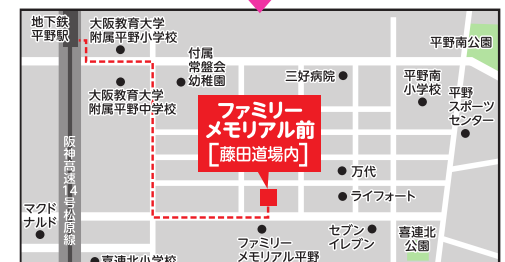 地下鉄
平野駅
大阪教育大学
附属平野小学校
平野南公園
付属
常盤会
幼稚園
三好病院
平野南
小学校
大阪教育大学
附属平野中学校
平野
スポーツ
センター
ファミリー
メモリアル前
[藤田道場内]
阪神高速14号松原線
万代
ライフォート
マクド
ナルド
セブン
イレブン
喜連北
公園
ファミリー
メモリアル平野
喜連北小学校